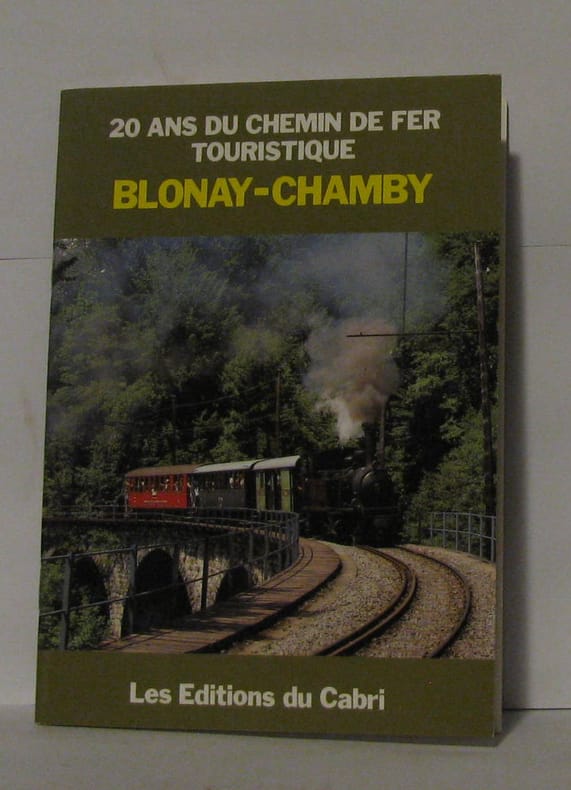 20 ANS DU CHEMIN DE FER
TOURISTIQUE
BLONAY-CHAMBY
Les Editions du Cabri